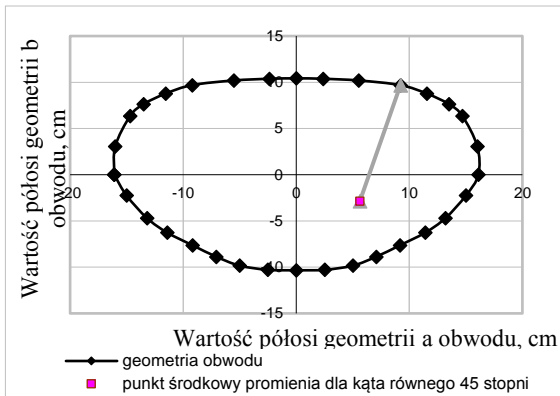 Wartość półosi geometrii b
obwodu, cm
15
10
5
0
-5
-10
-15
-20
-10
0
10
20
Wartość półosi geometrii a obwodu, cm
geometria obwodu
punkt środkowy promienia dla kąta równego 45 stopni